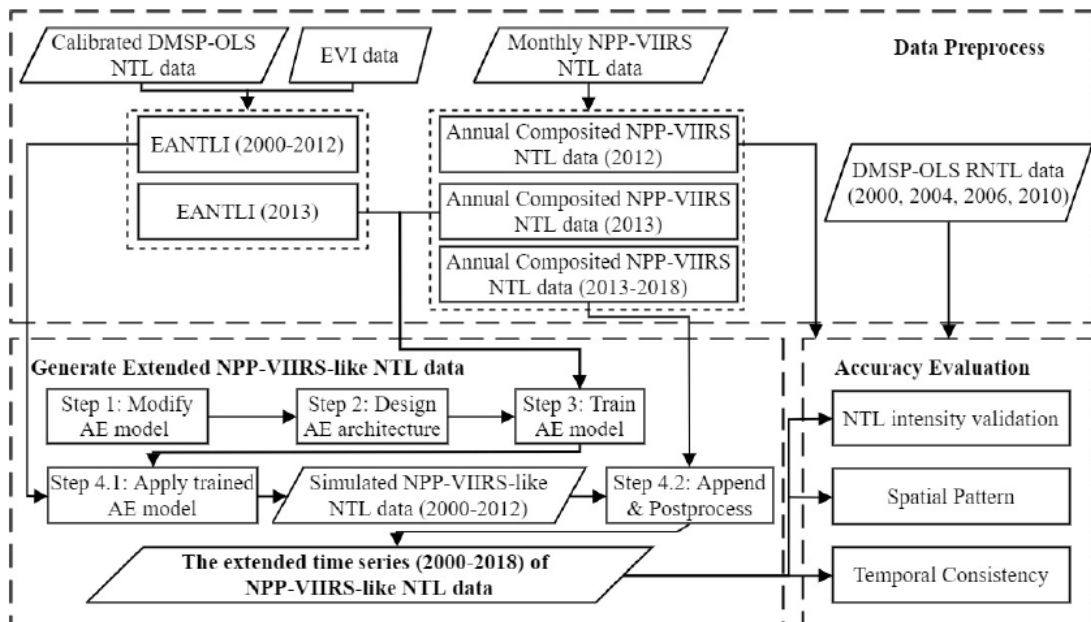 Calibrated DMSP-OLS
NTL data
EVI data
Monthly NPP-VIIRS
NTL data
Data Preprocess
EANTLI (2000-2012)
EANTLI (2013)
Annual Composited NPP-VIIRS
NTL data (2012)
Annual Composited NPP-VIIRS
NTL data (2013)
Annual Composited NPP-VIIRS
NTL data (2013-2018)
DMSP-OLS RNTL data
(2000, 2004, 2006, 2010)
Generate Extended NPP-VIIRS-like NTL data
Step 1: Modify
AE model
Step 2: Design
AE architecture
Step 3: Train
AE model
Step 4.1: Apply trained
AE model
Simulated NPP-VIIRS-like
NTL data (2000-2012)
Step 4.2: Append
& Postprocess
The extended time series (2000-2018) of
NPP-VIIRS-like NTL data
Accuracy Evaluation
NTL intensity validation
Spatial Pattern
Temporal Consistency